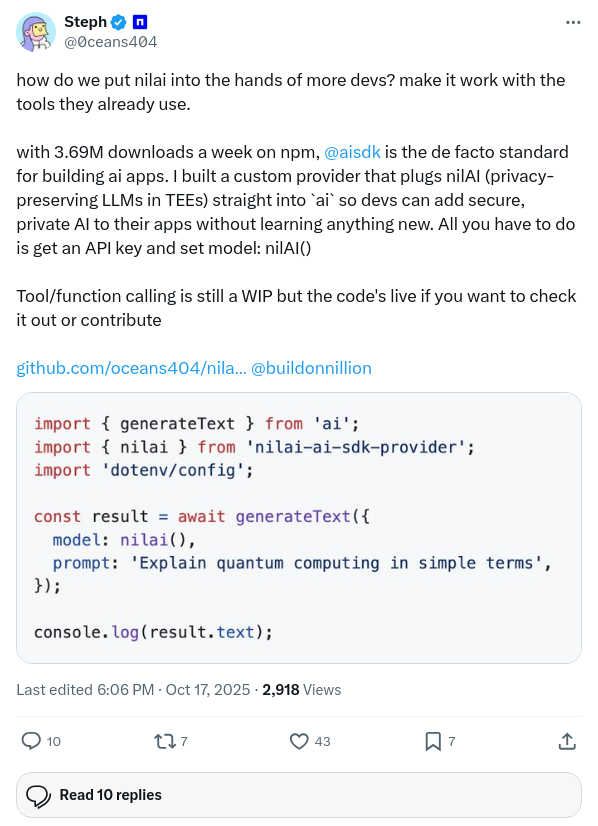 Steph
@0ceans404
how do we put nilai into the hands of more devs? make it work with the
tools they already use.
with 3.69M downloads a week on npm, @aisdk is the de facto standard
for building ai apps. I built a custom provider that plugs nilAI (privacy-
preserving LLMs in TEEs) straight into `ai` so devs can add secure,
private AI to their apps without learning anything new. All you have to do
is get an API key and set model: nilAI()
Tool/function calling is still a WIP but the code's live if you want to check
it out or contribute
github.com/oceans404/nila… @buildonnillion
import { generateText } from 'ai';
import { nilai } from 'nilai-ai-sdk-provider';
import 'dotenv/config';
const result = await generateText({
  model: nilai(),
  prompt: 'Explain quantum computing in simple terms',
});
console.log(result.text);
Last edited 6:06 PM · Oct 17, 2025 · 2,918 Views
10 7 43 7
Read 10 replies